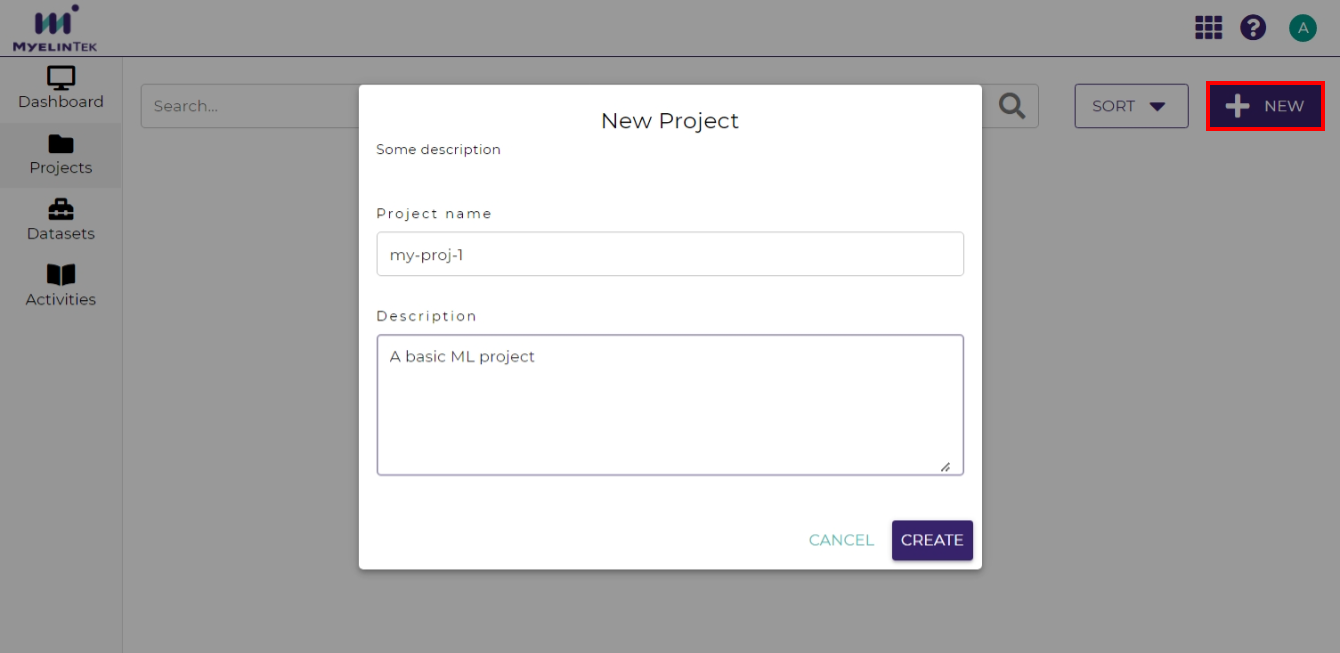 MYELINTEK
? A
Dashboard
Projects
Datasets
Activities
Search...
SORT
NEW
New Project
Some description
Project name
my-proj-1
Description
A basic ML project
CANCEL CREATE